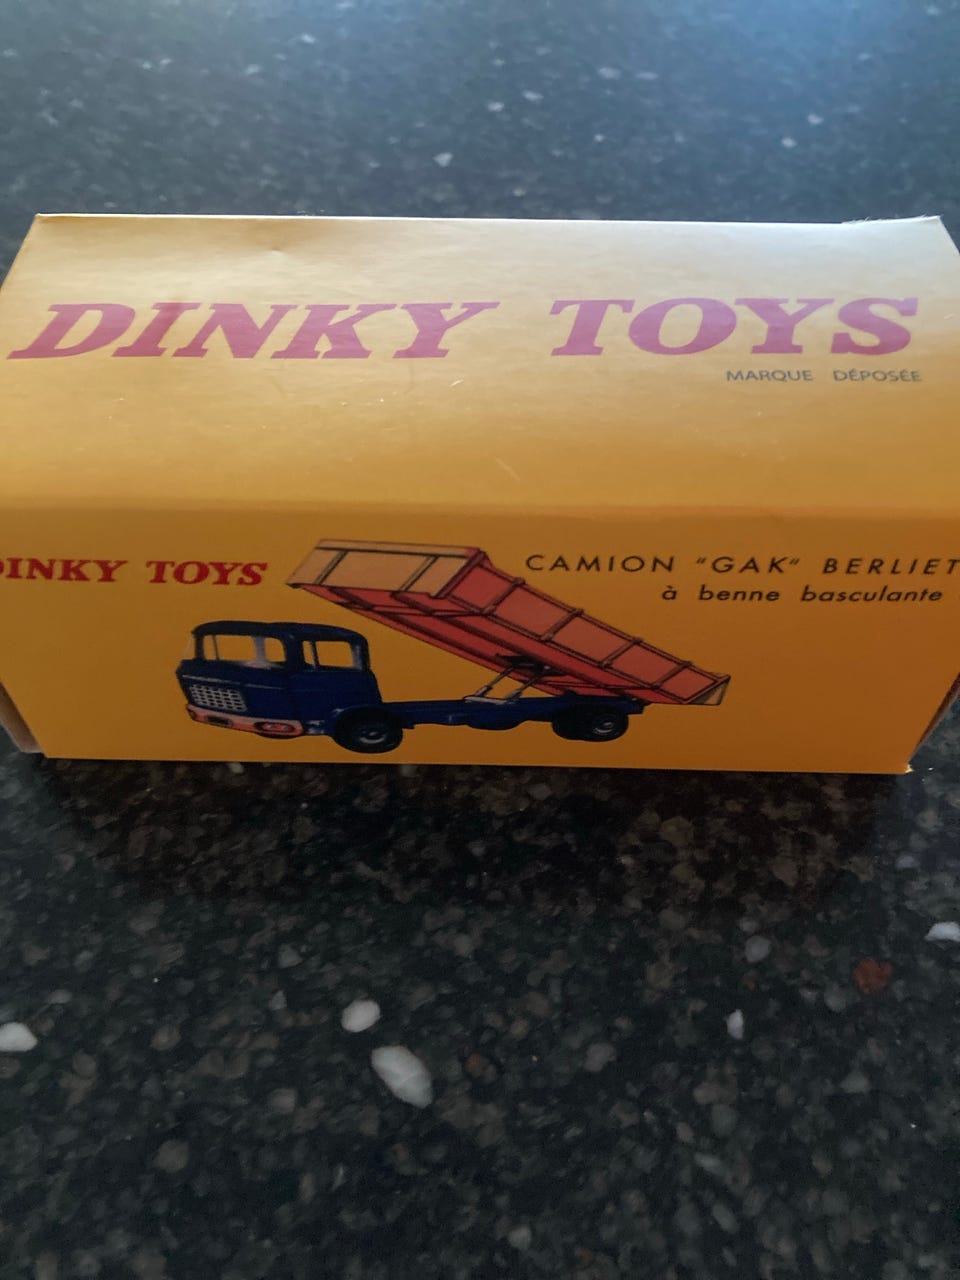 DINKY TOYS
MARQUE DÉPOSÉE
DINKY TOYS
CAMION "GAK" BERLIET
à benne basculante